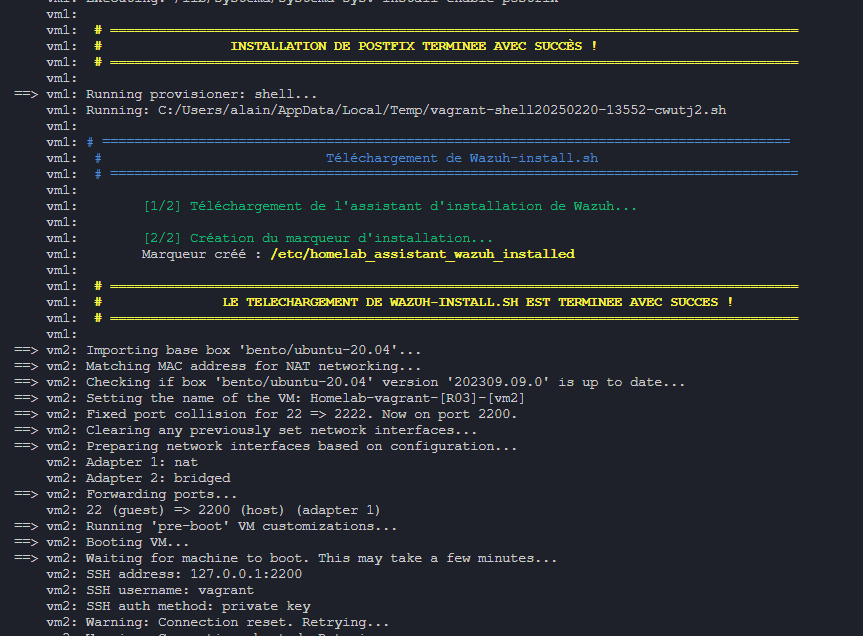 vm1: Executing: /lib/systemd/systemd-sysv-install enable postfix
vm1:
vm1: # ================================================================
vm1: # INSTALLATION DE POSTFIX TERMINEE AVEC SUCCÈS !
vm1: # ================================================================
vm1:
==> vm1: Running provisioner: shell...
vm1: Running: C:/Users/alain/AppData/Local/Temp/vagrant-shell20250220-13552-cwutj2.sh
vm1:
vm1: # ================================================================
vm1: # Téléchargement de Wazuh-install.sh
vm1: # ================================================================
vm1:
vm1: [1/2] Téléchargement de l'assistant d'installation de Wazuh...
vm1:
vm1: [2/2] Création du marqueur d'installation...
vm1: Marqueur créé : /etc/homelab_assistant_wazuh_installed
vm1:
vm1: # ================================================================
vm1: # LE TELECHARGEMENT DE WAZUH-INSTALL.SH EST TERMINEE AVEC SUCCES !
vm1: # ================================================================
vm1:
==> vm2: Importing base box 'bento/ubuntu-20.04'...
==> vm2: Matching MAC address for NAT networking...
==> vm2: Checking if box 'bento/ubuntu-20.04' version '202309.09.0' is up to date...
==> vm2: Setting the name of the VM: Homelab-vagrant-[R03]-[vm2]
==> vm2: Fixed port collision for 22 => 2222. Now on port 2200.
==> vm2: Clearing any previously set network interfaces...
==> vm2: Preparing network interfaces based on configuration...
vm2: Adapter 1: nat
vm2: Adapter 2: bridged
==> vm2: Forwarding ports...
vm2: 22 (guest) => 2200 (host) (adapter 1)
==> vm2: Running 'pre-boot' VM customizations...
==> vm2: Booting VM...
==> vm2: Waiting for machine to boot. This may take a few minutes...
vm2: SSH address: 127.0.0.1:2200
vm2: SSH username: vagrant
vm2: SSH auth method: private key
vm2: Warning: Connection reset. Retrying...